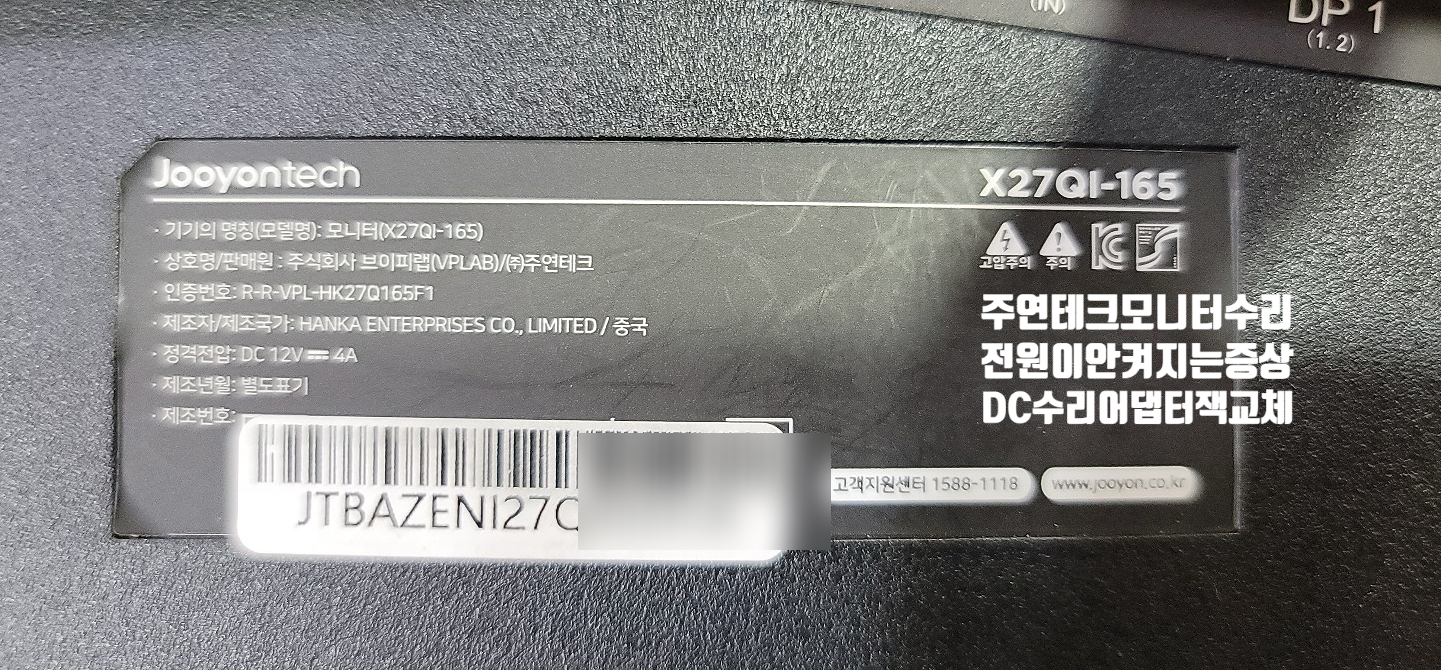 (IN)
DP 1
(1.2)
Jooyontech
X27QI-165
· 기기의 명칭(모델명): 모니터(X27QI-165)
· 상호명/판매원 : 주식회사 브이피랩(VPLAB)/㈜주연테크
· 인증번호: R-R-VPL-HK27Q165F1
· 제조자/제조국가: HANKA ENTERPRISES CO., LIMITED / 중국
· 정격전압: DC 12V ⎓ 4A
· 제조년월: 별도표기
· 제조번호:
고압주의 주의
주연테크모니터수리
전원이안켜지는증상
DC수리어댑터잭교체
JTBAZENI27Q
고객지원센터 1588-1118
www.jooyon.co.kr